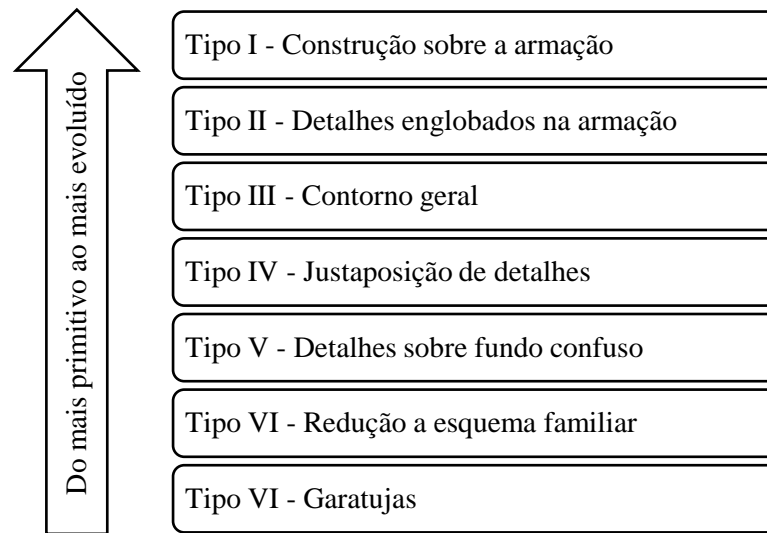 Do mais primitivo ao mais evoluído
Tipo I - Construção sobre a armação
Tipo II - Detalhes englobados na armação
Tipo III - Contorno geral
Tipo IV - Justaposição de detalhes
Tipo V - Detalhes sobre fundo confuso
Tipo VI - Redução a esquema familiar
Tipo VI - Garatujas